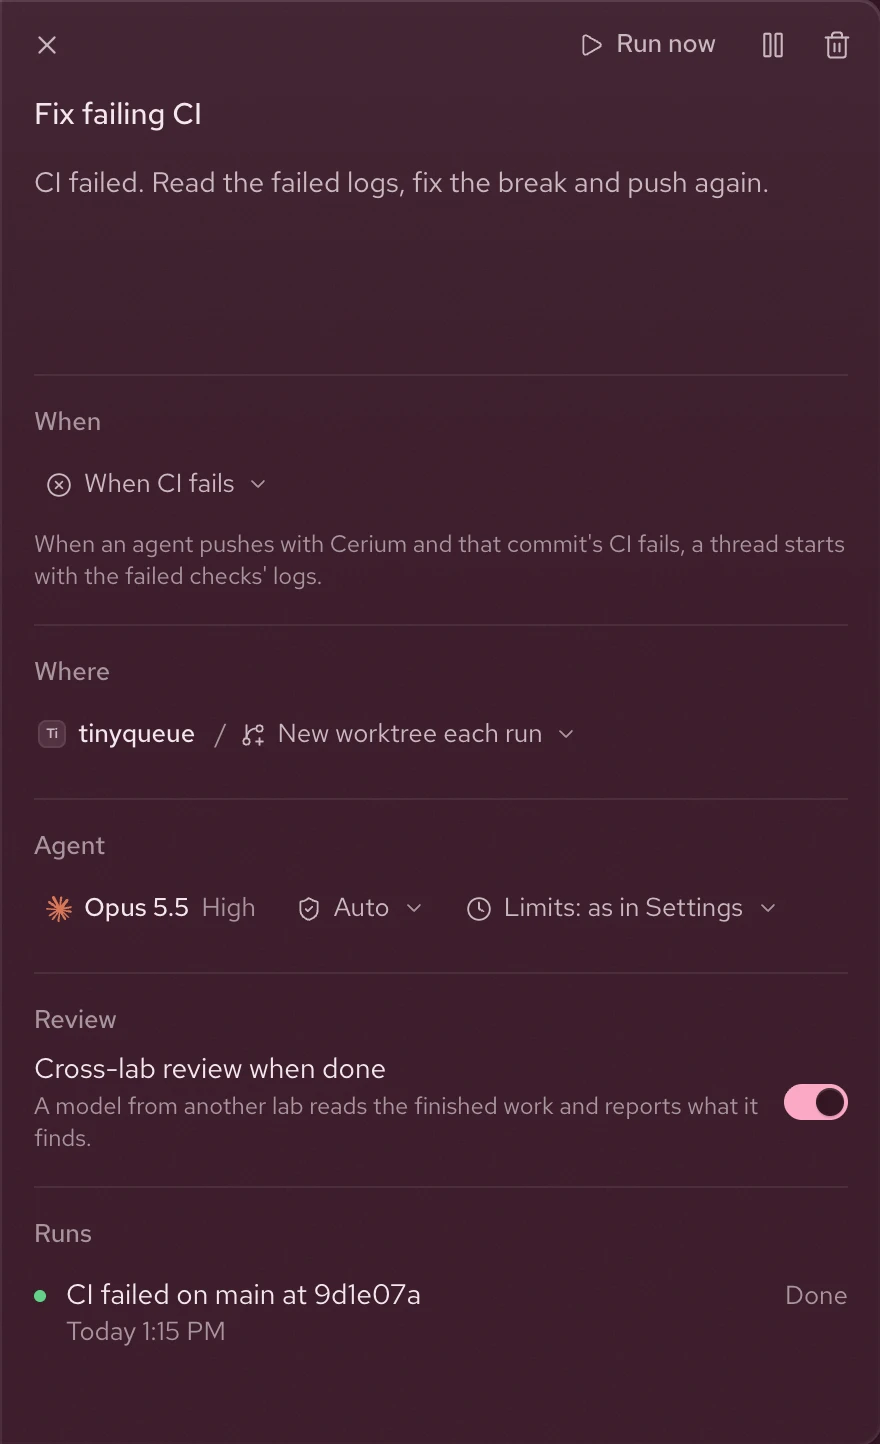 Run now
Fix failing CI
CI failed. Read the failed logs, fix the break and push again.
When
When CI fails
When an agent pushes with Cerium and that commit's CI fails, a thread starts
with the failed checks' logs.
Where
Ti tinyqueue / New worktree each run
Agent
Opus 5.5 High Auto Limits: as in Settings
Review
Cross-lab review when done
A model from another lab reads the finished work and reports what it
finds.
Runs
CI failed on main at 9d1e07a Done
Today 1:15 PM